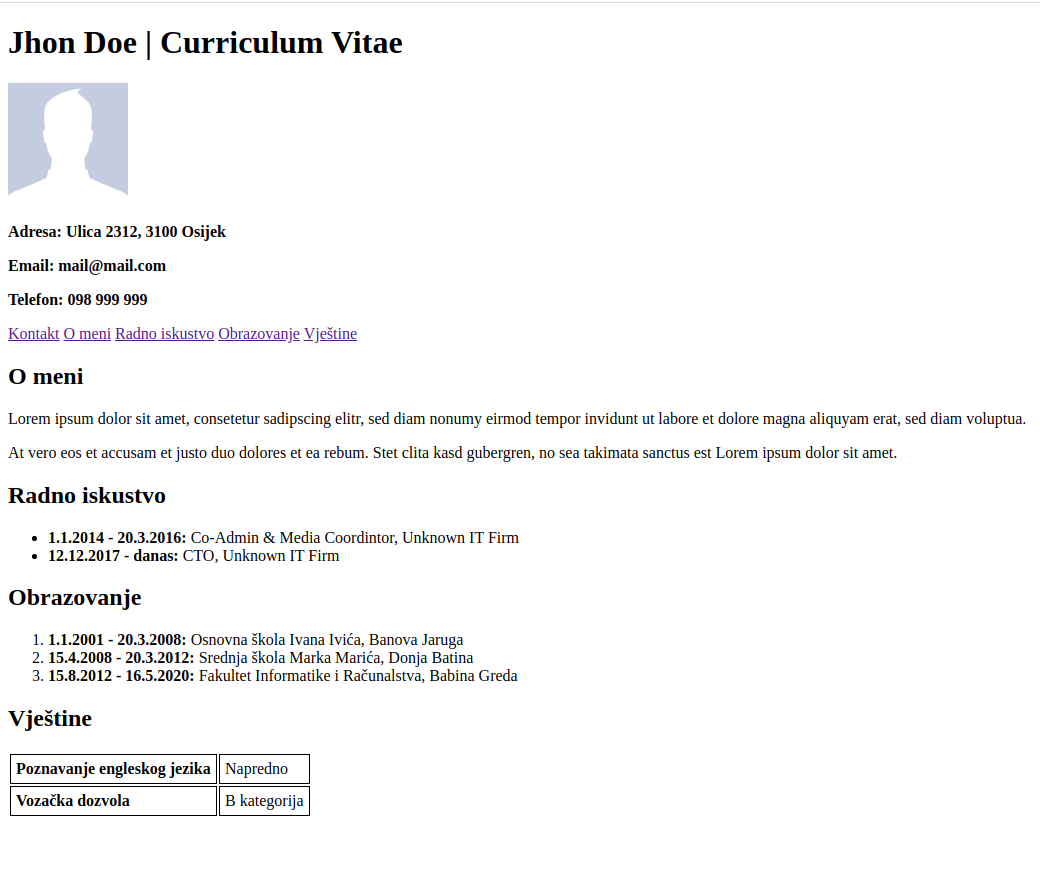 Jhon Doe | Curriculum Vitae
Adresa: Ulica 2312, 3100 Osijek
Email: mail@mail.com
Telefon: 098 999 999
Kontakt O meni Radno iskustvo Obrazovanje Vještine
O meni
Lorem ipsum dolor sit amet, consetetur sadipscing elitr, sed diam nonumy eirmod tempor invidunt ut labore et dolore magna aliquyam erat, sed diam voluptua.
At vero eos et accusam et justo duo dolores et ea rebum. Stet clita kasd gubergren, no sea takimata sanctus est Lorem ipsum dolor sit amet.
Radno iskustvo
• 1.1.2014 - 20.3.2016: Co-Admin & Media Coordintor, Unknown IT Firm
• 12.12.2017 - danas: CTO, Unknown IT Firm
Obrazovanje
1. 1.1.2001 - 20.3.2008: Osnovna škola Ivana Ivića, Banova Jaruga
2. 15.4.2008 - 20.3.2012: Srednja škola Marka Marića, Donja Batina
3. 15.8.2012 - 16.5.2020: Fakultet Informatike i Računalstva, Babina Greda
Vještine
Poznavanje engleskog jezika Napredno
Vozačka dozvola B kategorija